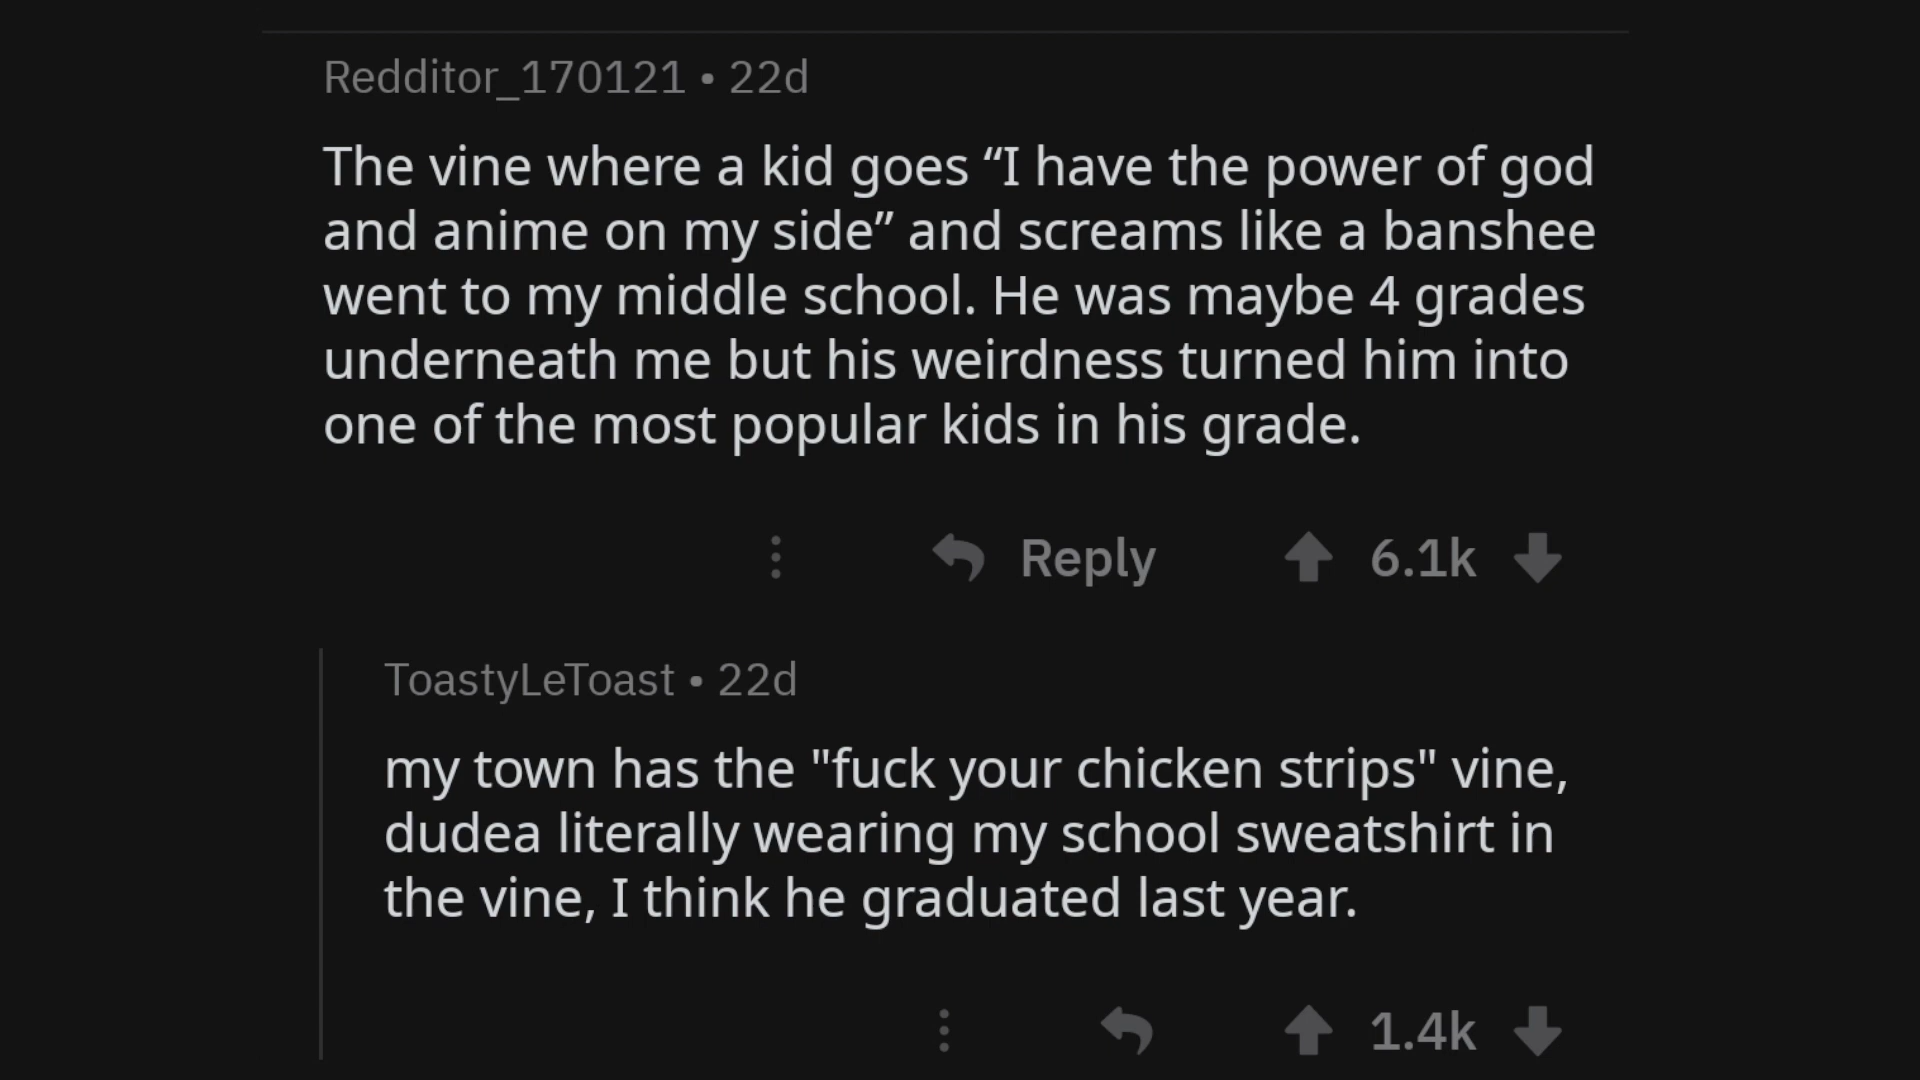 Redditor_170121 • 22d
The vine where a kid goes “I have the power of god
and anime on my side” and screams like a banshee
went to my middle school. He was maybe 4 grades
underneath me but his weirdness turned him into
one of the most popular kids in his grade.
Reply 6.1k
ToastyLeToast • 22d
my town has the "fuck your chicken strips" vine,
dudea literally wearing my school sweatshirt in
the vine, I think he graduated last year.
1.4k